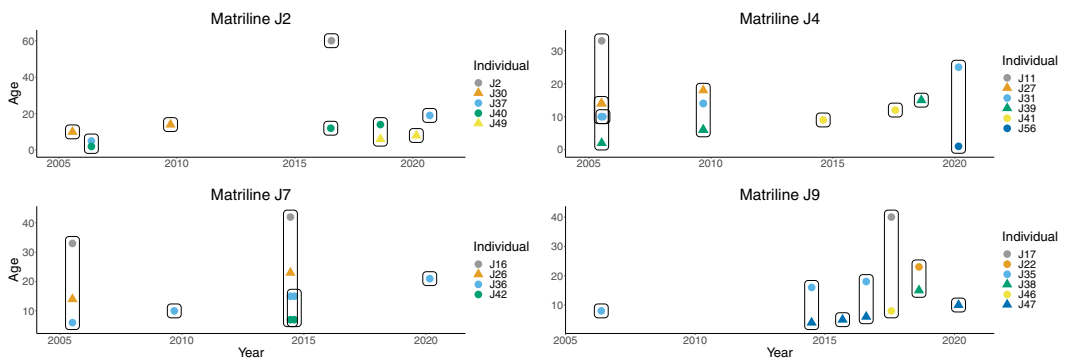 Matriline J2
Age
60
40
20
0
2005 2010 2015 2020
Individual
J2
J30
J37
J40
J49
Matriline J4
30
20
10
0
2005 2010 2015 2020
Individual
J11
J27
J31
J39
J41
J56
Matriline J7
Age
40
30
20
10
2005 2010 2015 2020
Year
Individual
J16
J26
J36
J42
Matriline J9
40
30
20
10
2005 2010 2015 2020
Year
Individual
J17
J22
J35
J38
J46
J47